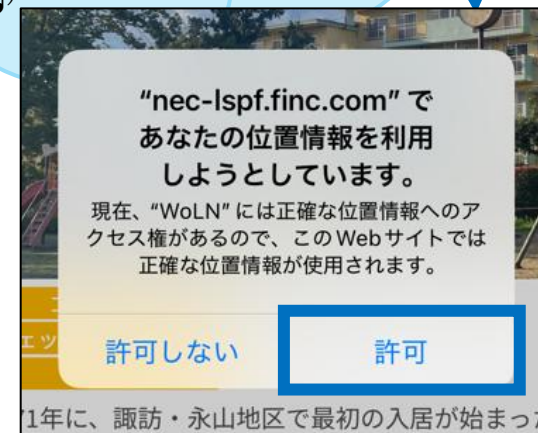 “nec-lspf.finc.com” で
あなたの位置情報を利用
しようとしています。
現在、“WoLN” には正確な位置情報へのア
クセス権があるので、このWebサイトでは
正確な位置情報が使用されます。
許可しない 許可
1年に、諏訪・永山地区で最初の入居が始まっ